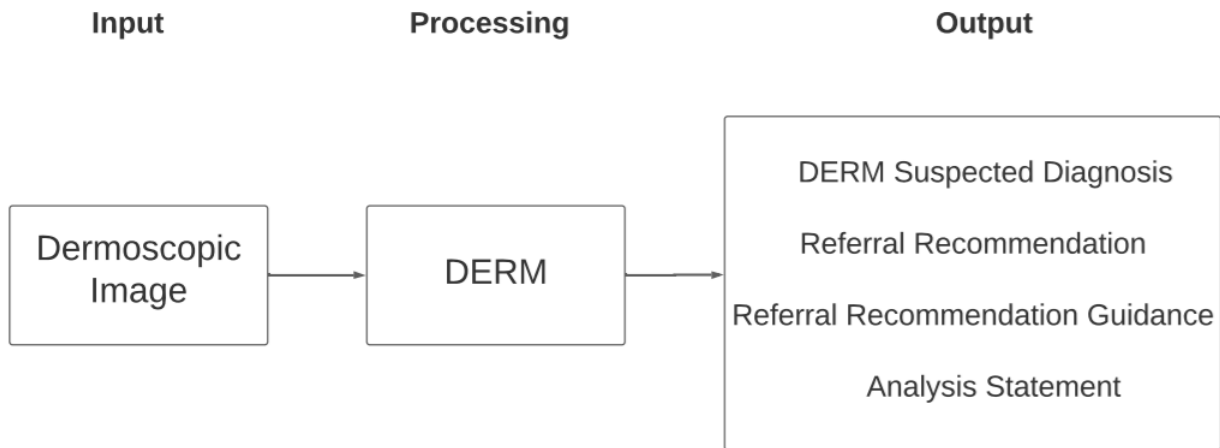 Input
Processing
Output
Dermoscopic
Image
DERM
DERM Suspected Diagnosis
Referral Recommendation
Referral Recommendation Guidance
Analysis Statement